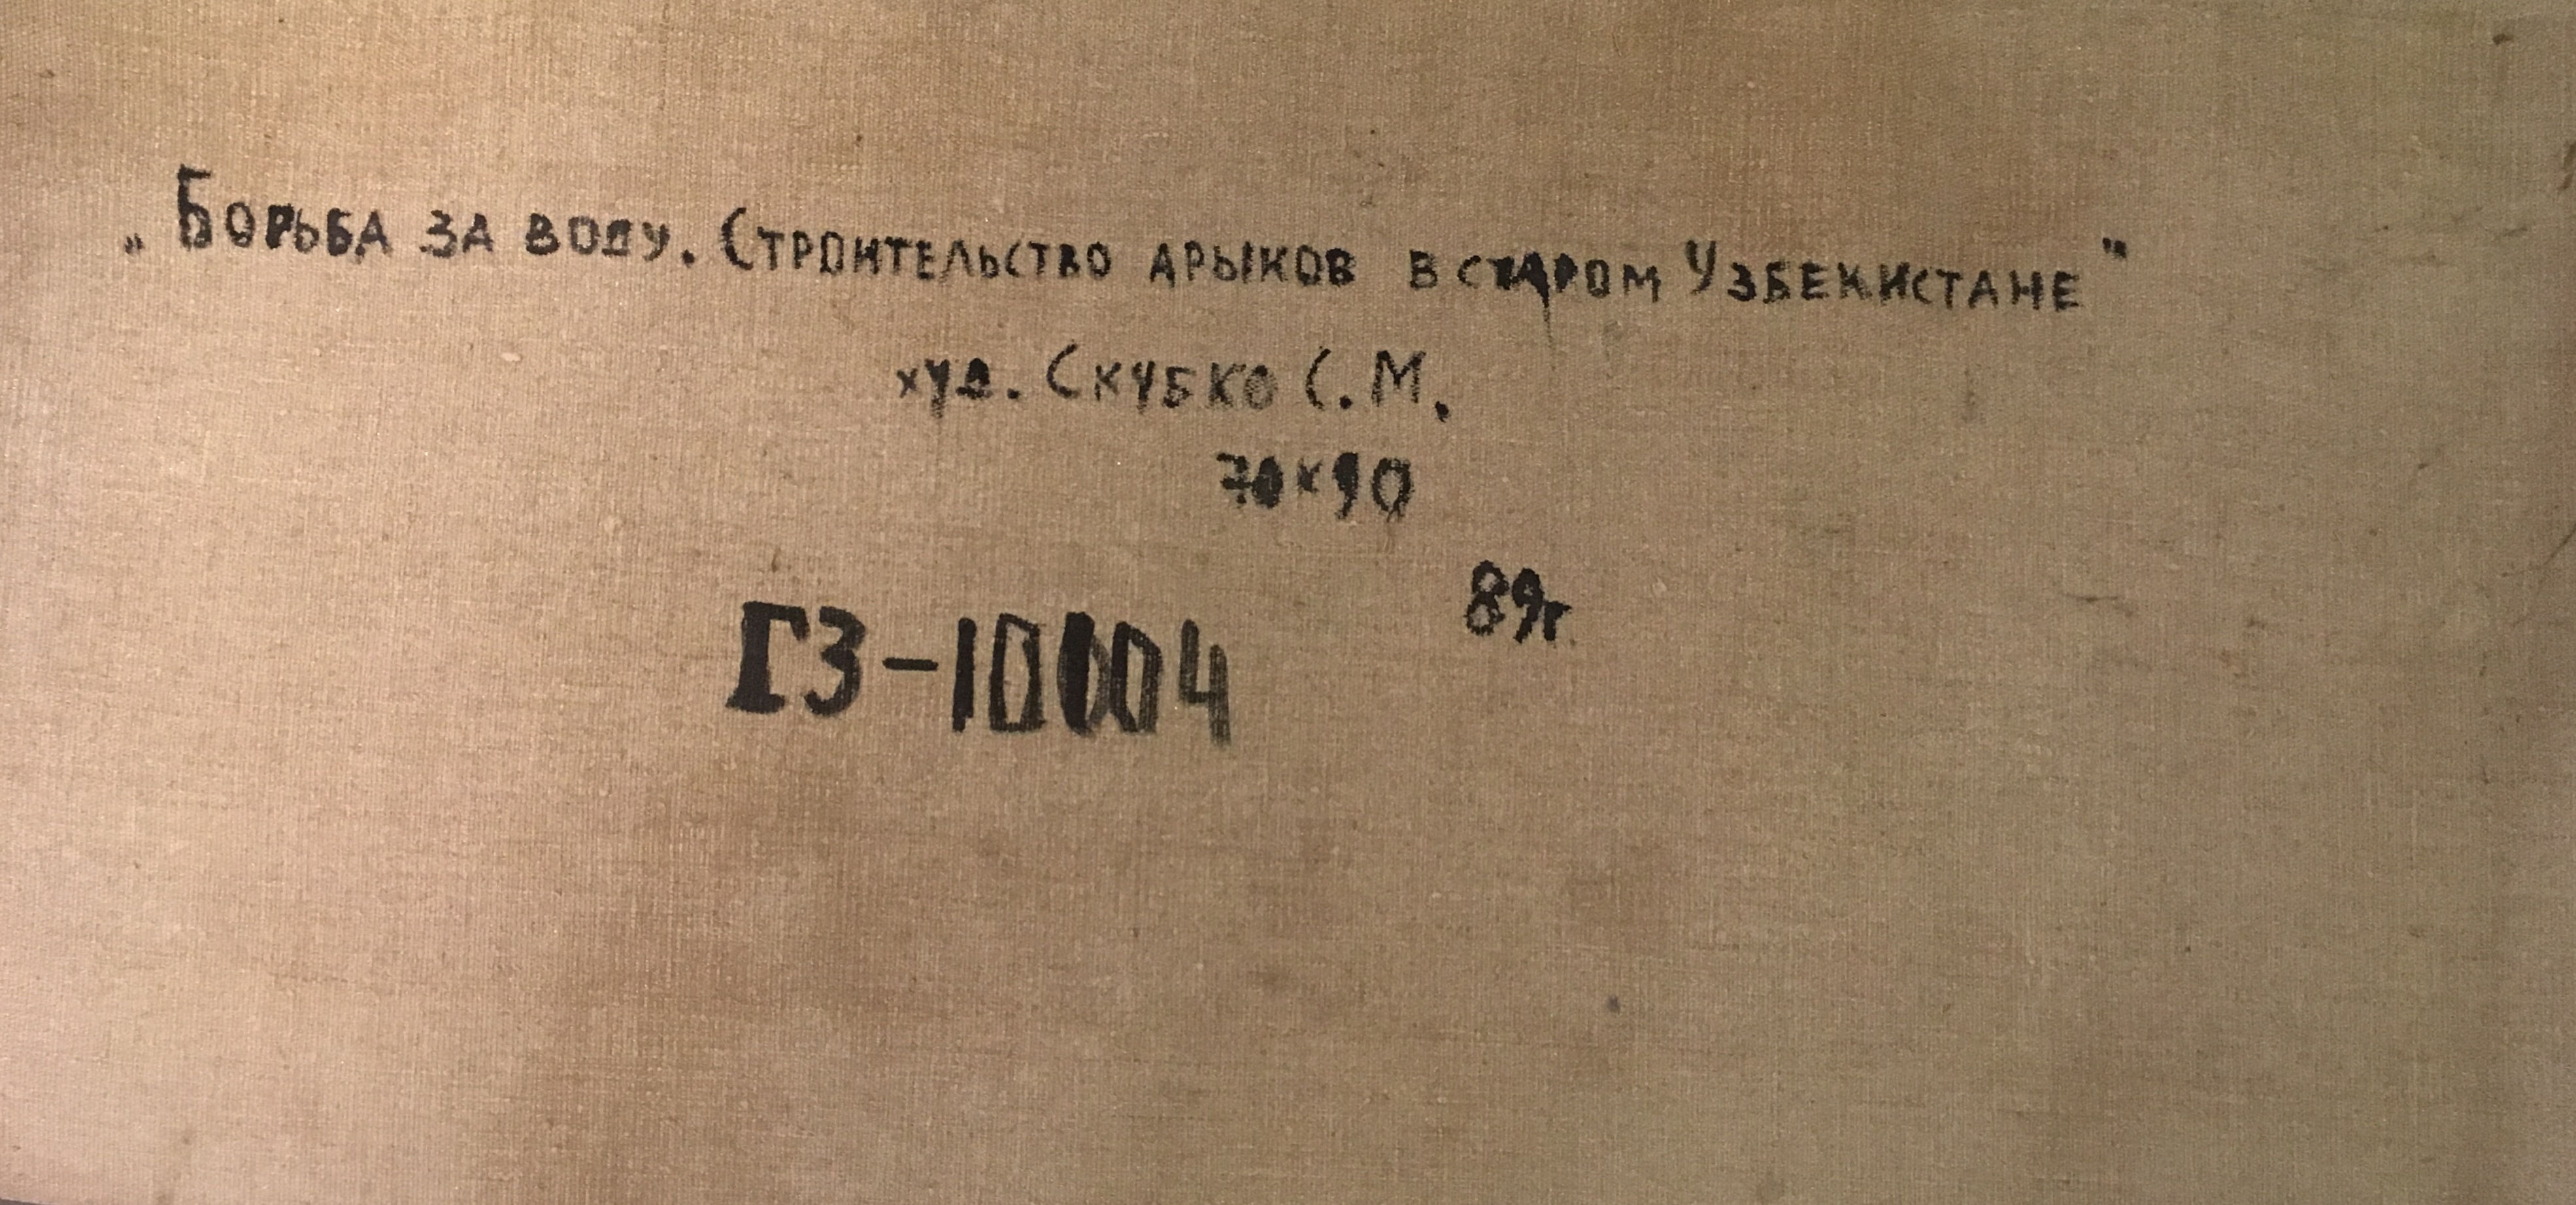 „Борьба за воду. Строительство арыков в старом Узбекистане"
худ. Скубко С.М.
70×90
89г.
ГЗ-10004